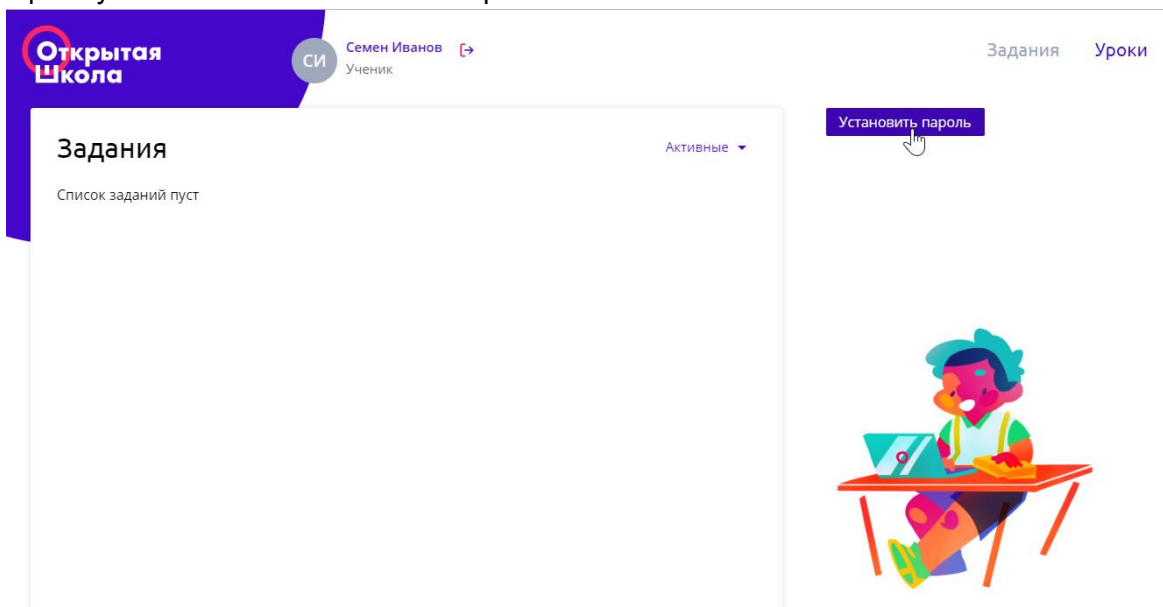 Открытая
Школа
СИ
Семен Иванов
Ученик
Задания
Уроки
Установить пароль
Задания
Активные
Список заданий пуст